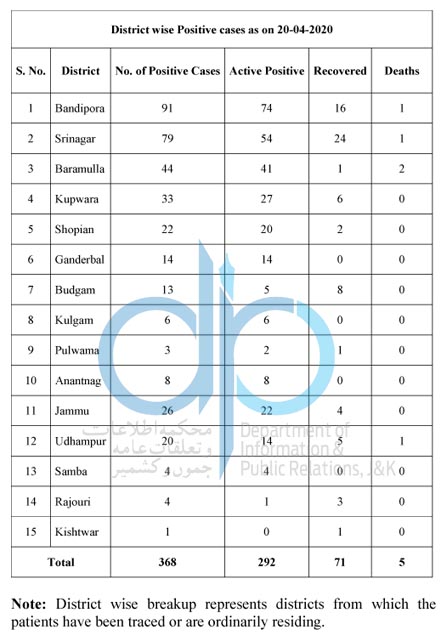 District wise Positive cases as on 20-04-2020
S. No. District No. of Positive Cases Active Positive Recovered Deaths
1 Bandipora 91 74 16 1
2 Srinagar 79 54 24 1
3 Baramulla 44 41 1 2
4 Kupwara 33 27 6 0
5 Shopian 22 20 2 0
6 Ganderbal 14 14 0 0
7 Budgam 13 5 8 0
8 Kulgam 6 6 0 0
9 Pulwama 3 2 1 0
10 Anantnag 8 8 0 0
11 Jammu 26 22 4 0
محکمہ اطلاعات Department of
12 Udhampur 20 14 5 1
و تعلقات عامہ Information &
جموں و کشمیر Public Relations, J&K
13 Samba 4 4 0 0
14 Rajouri 4 1 3 0
15 Kishtwar 1 0 1 0
Total 368 292 71 5
Note: District wise breakup represents districts from which the
patients have been traced or are ordinarily residing.
dip